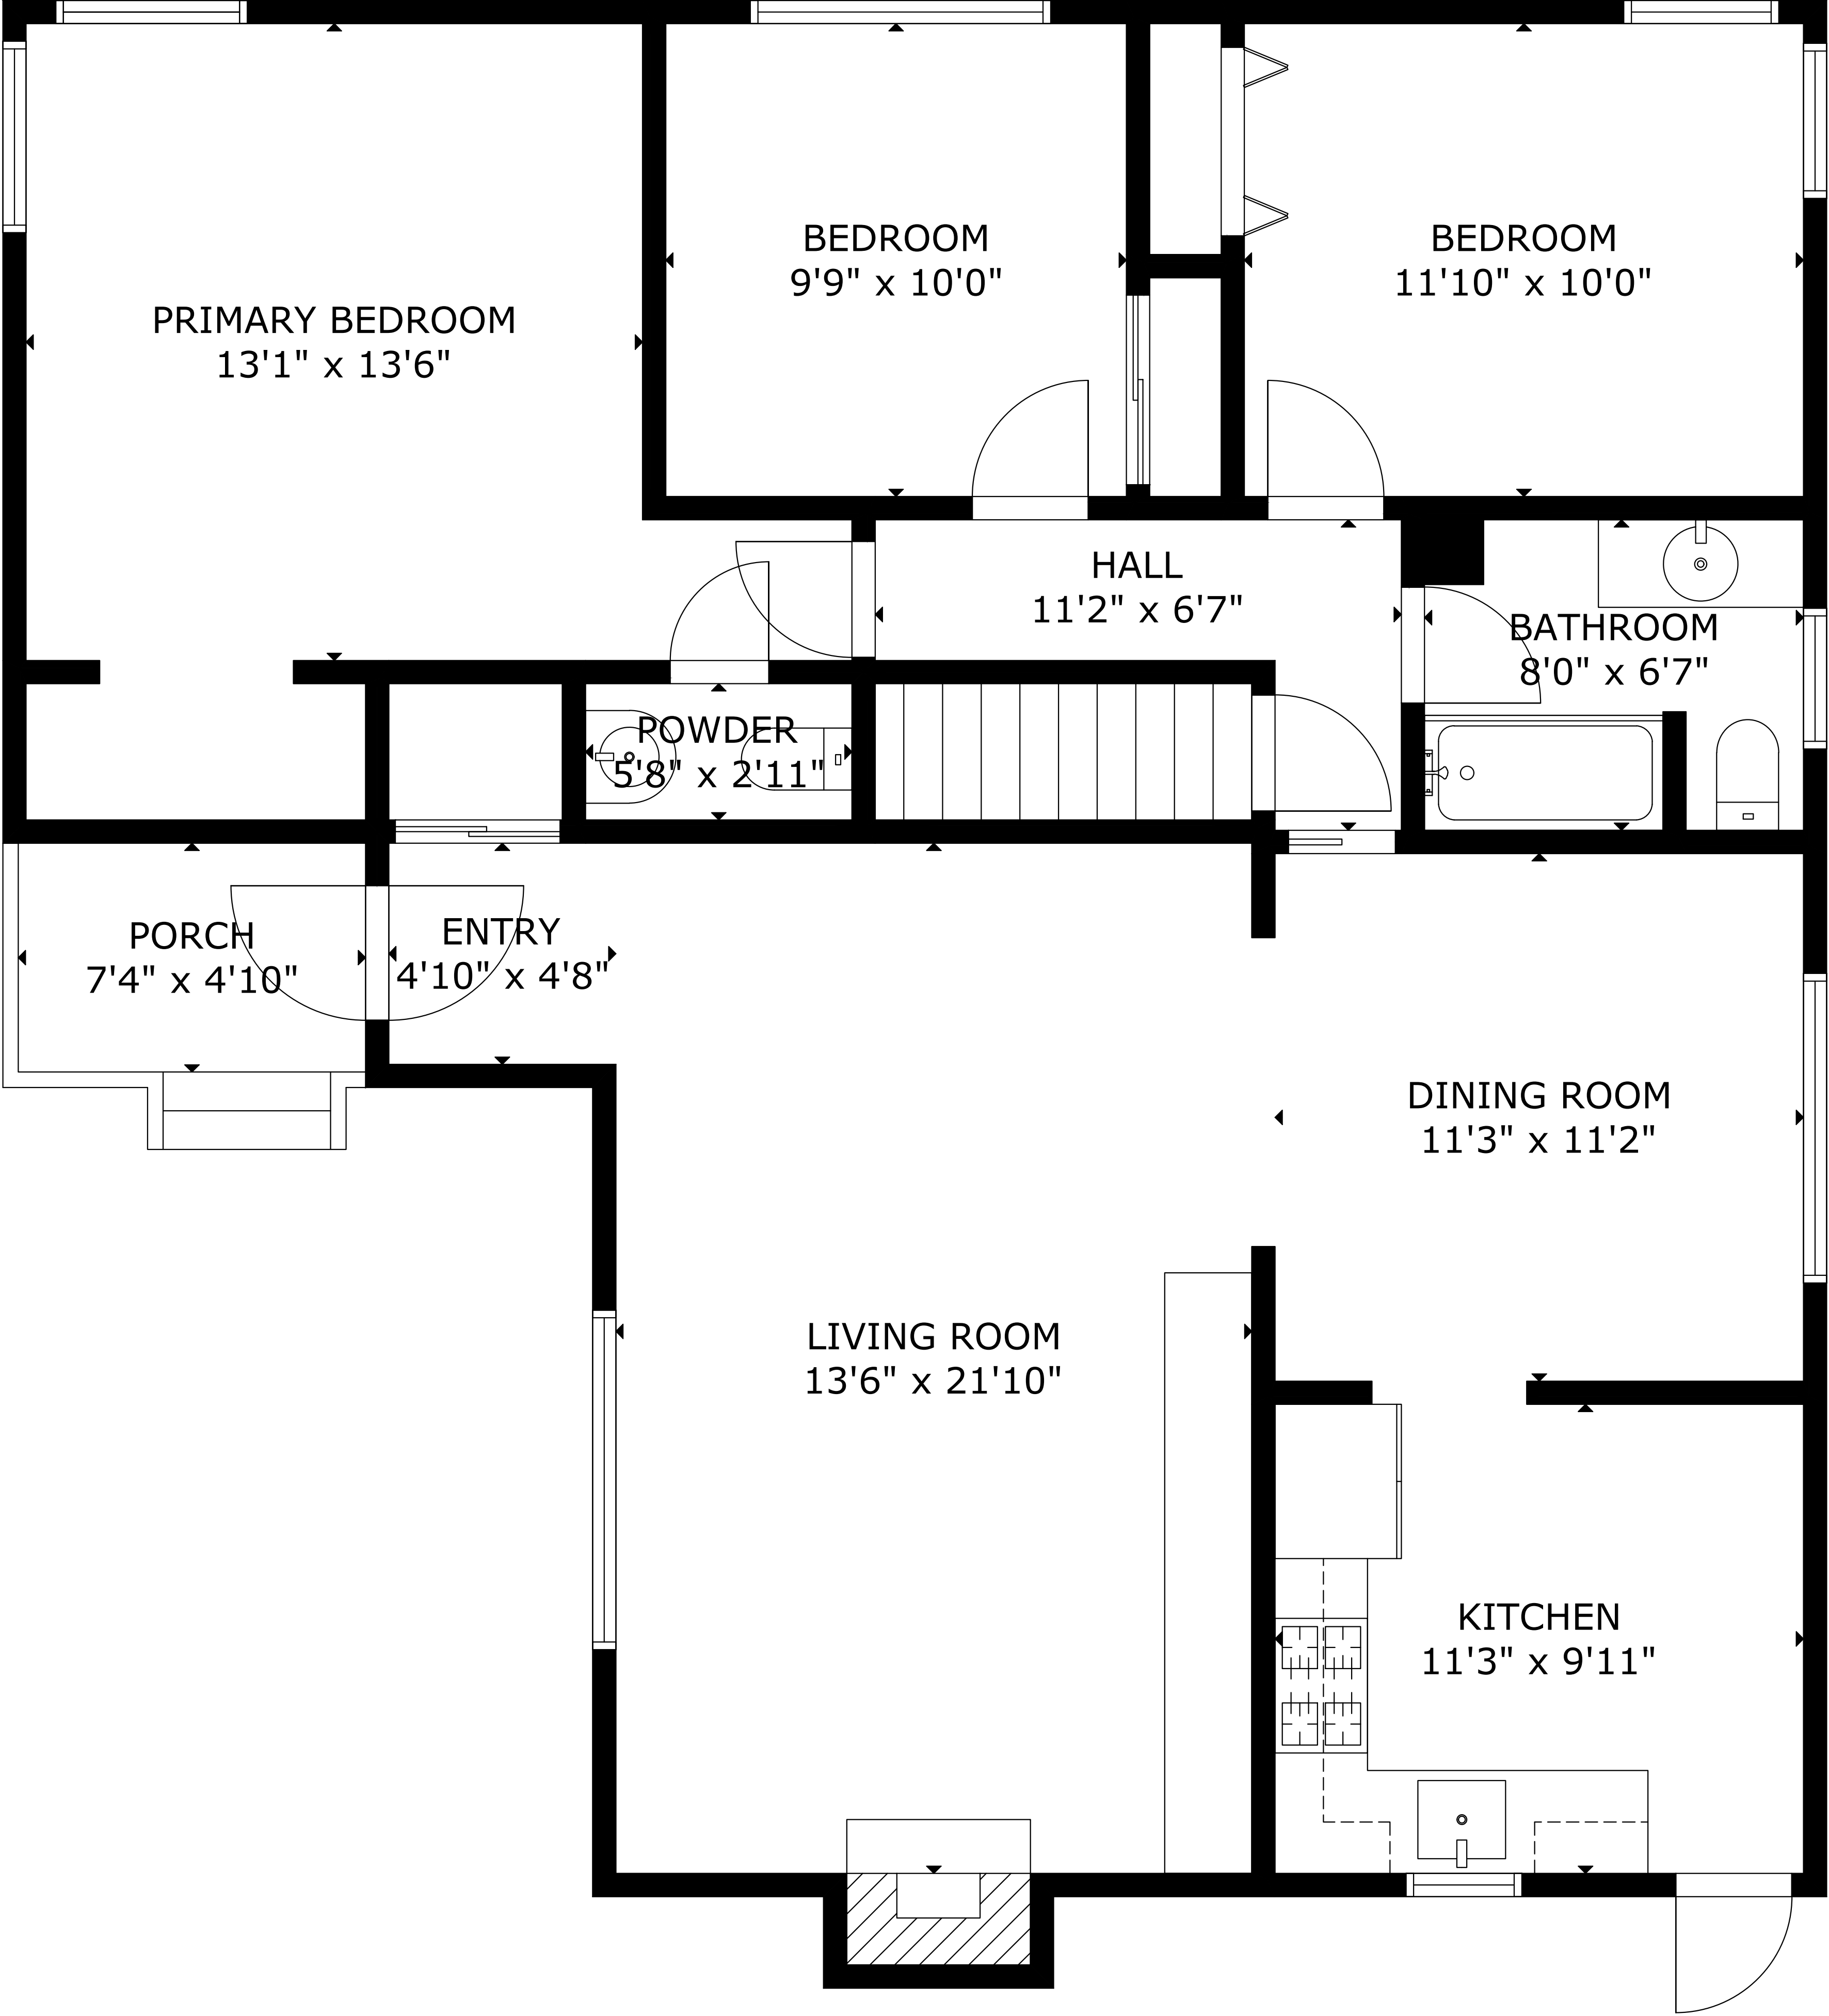 BEDROOM
9'9" x 10'0"
BEDROOM
11'10" x 10'0"
PRIMARY BEDROOM
13'1" x 13'6"
HALL
11'2" x 6'7"
BATHROOM
8'0" x 6'7"
POWDER
5'8" x 2'11"
PORCH
7'4" x 4'10"
ENTRY
4'10" x 4'8"
DINING ROOM
11'3" x 11'2"
LIVING ROOM
13'6" x 21'10"
KITCHEN
11'3" x 9'11"